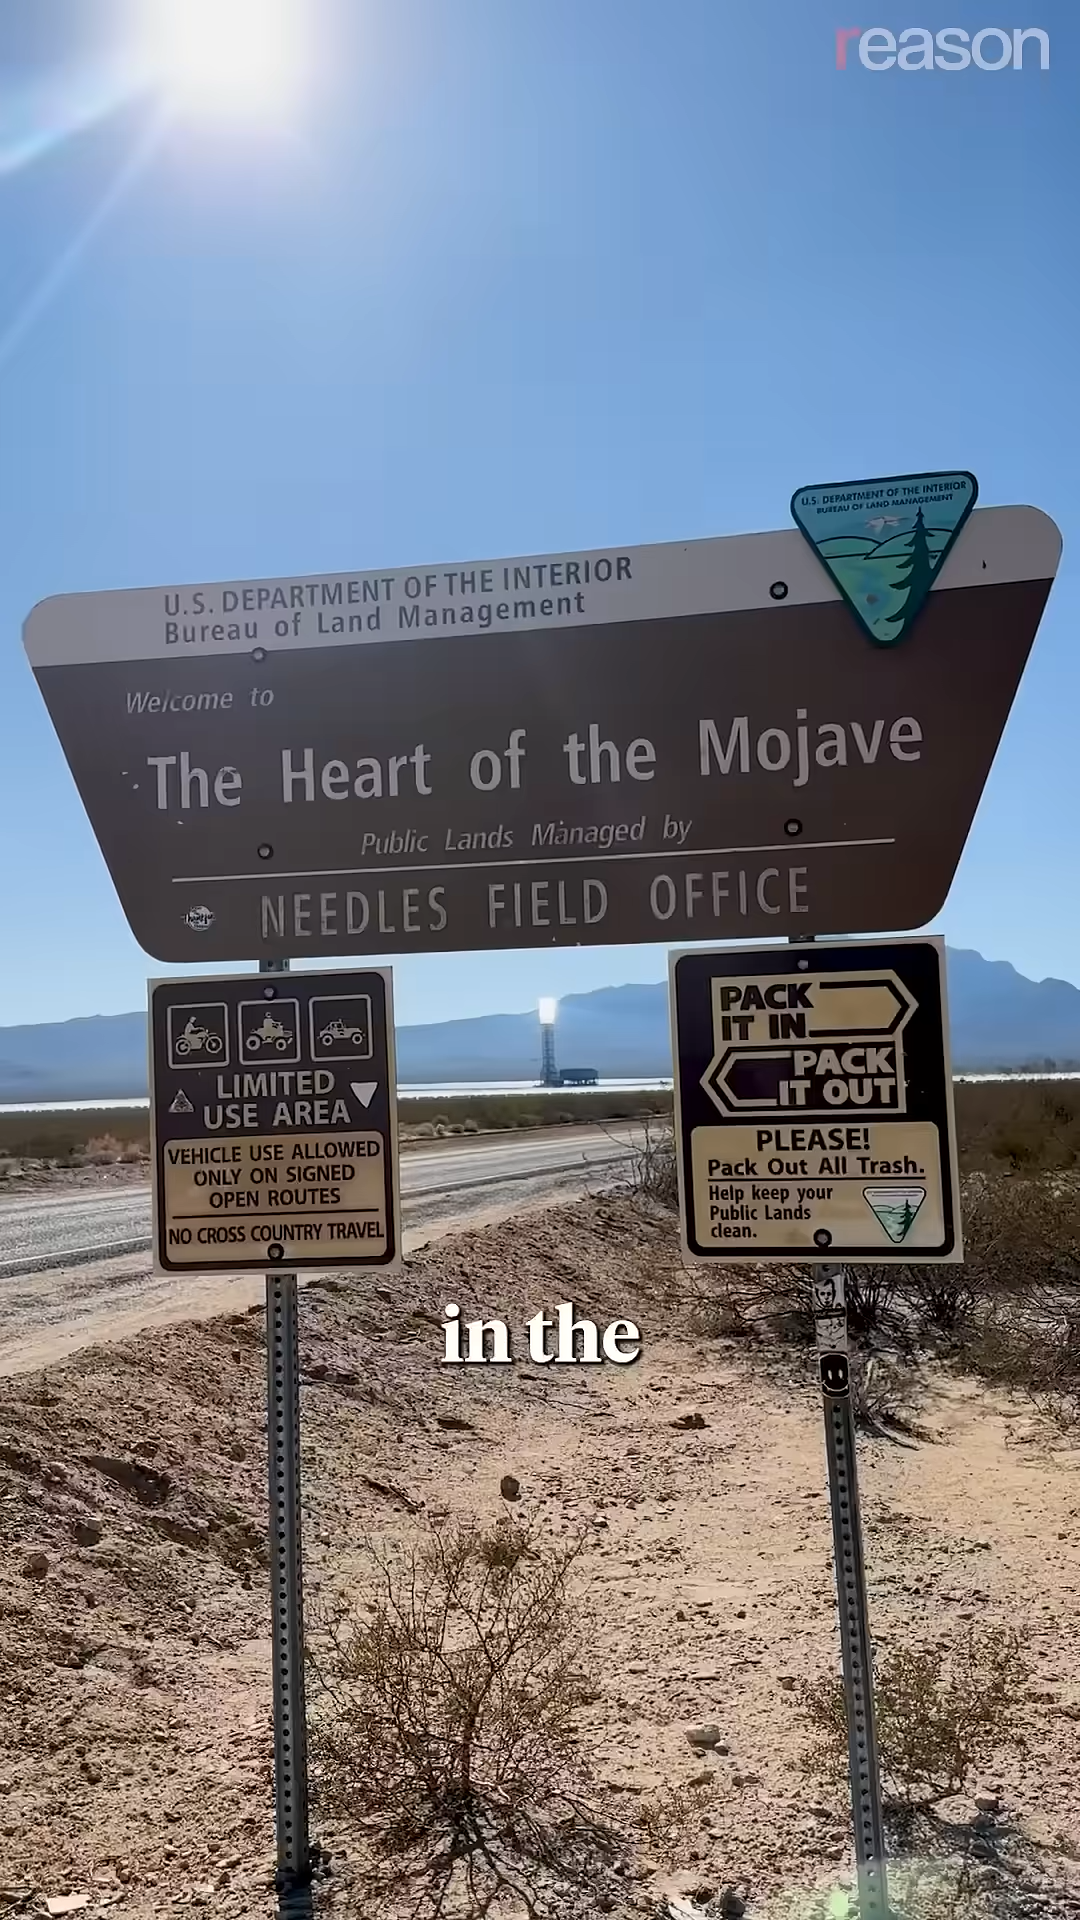 reason
U.S. DEPARTMENT OF THE INTERIOR
BUREAU OF LAND MANAGEMENT
U.S. DEPARTMENT OF THE INTERIOR
Bureau of Land Management
Welcome to
The Heart of the Mojave
Public Lands Managed by
NEEDLES FIELD OFFICE
LIMITED
USE AREA
VEHICLE USE ALLOWED
ONLY ON SIGNED
OPEN ROUTES
NO CROSS COUNTRY TRAVEL
PACK
IT IN
PACK
IT OUT
PLEASE!
Pack Out All Trash.
Help keep your
Public Lands
clean.
in the